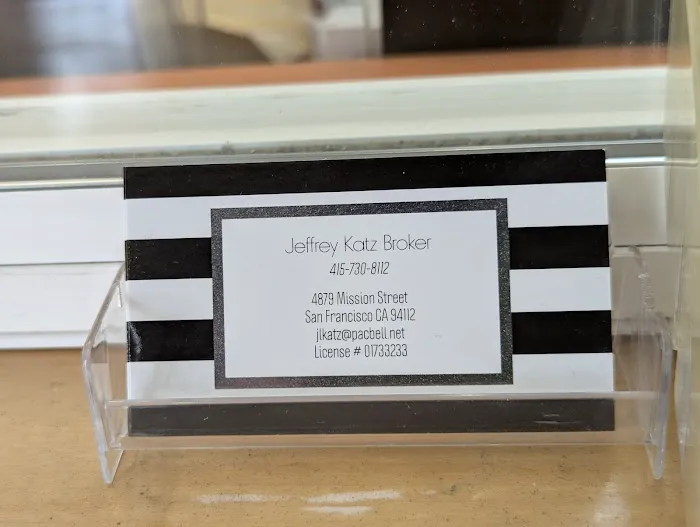 Jeffrey Katz Broker
415-730-8112
4879 Mission Street
San Francisco CA 94112
jlkatz@pacbell.net
License # 01733233